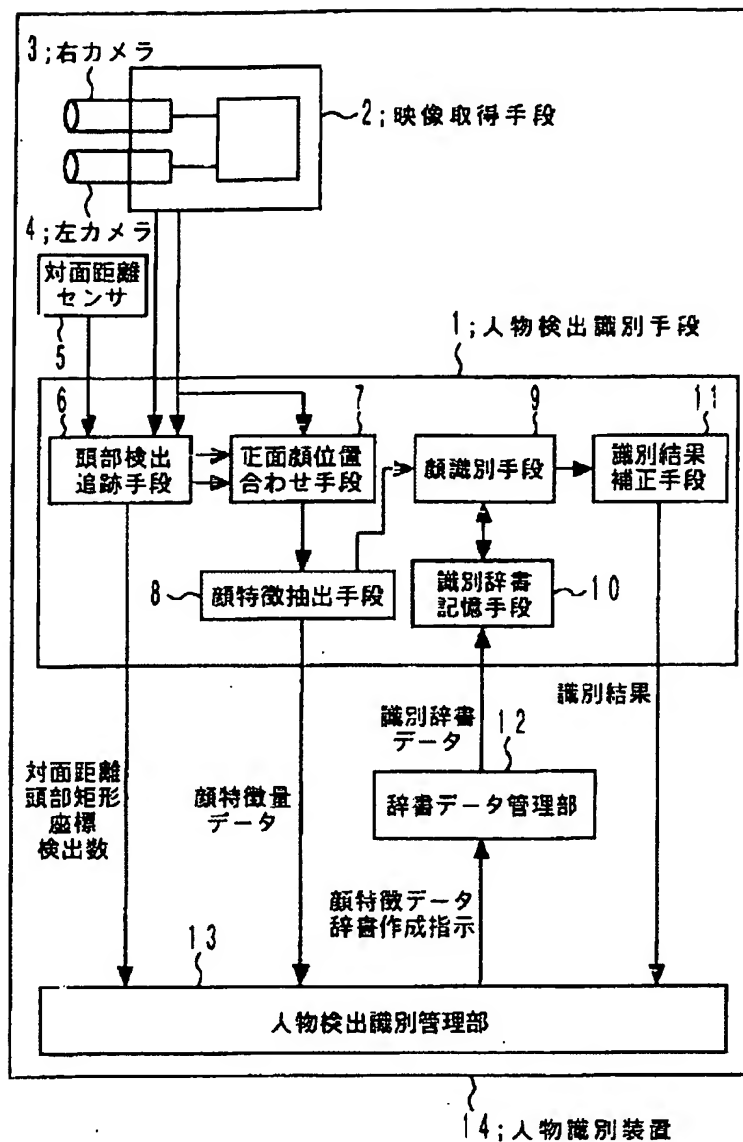 3;右カメラ
2;映像取得手段
4;左カメラ
対面距離
センサ
5
1;人物検出識別手段
6
7
9
11
頭部検出
追跡手段
正面顔位置
合わせ手段
顔識別手段
識別結果
補正手段
8
顔特徴抽出手段
識別辞書
記憶手段
10
識別辞書
データ
12
識別結果
対面距離
頭部矩形
座標
検出数
顔特徴量
データ
辞書データ管理部
顔特徴データ
辞書作成指示
13
人物検出識別管理部
14;人物識別装置